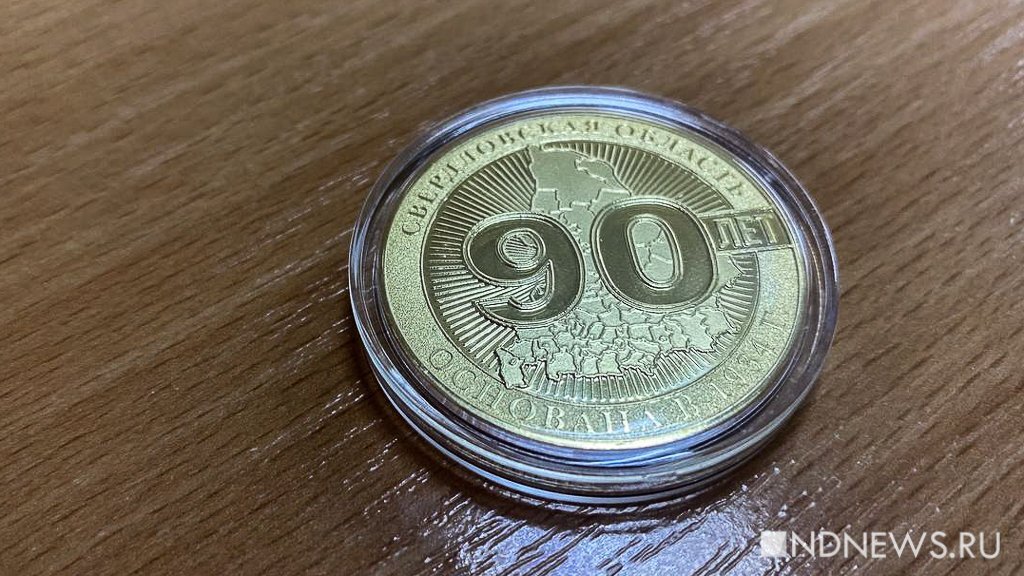 СВЕРДЛОВСКАЯ ОБЛАСТЬ
90 ЛЕТ
ОСНОВАНА В
NDNEWS.RU